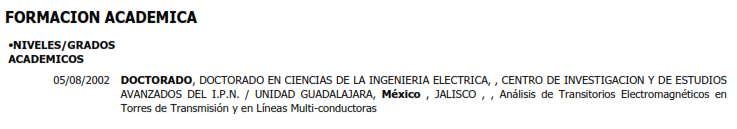 FORMACION ACADEMICA
•NIVELES/GRADOS
ACADEMICOS
05/08/2002 DOCTORADO, DOCTORADO EN CIENCIAS DE LA INGENIERIA ELECTRICA, , CENTRO DE INVESTIGACION Y DE ESTUDIOS
AVANZADOS DEL I.P.N. / UNIDAD GUADALAJARA, México , JALISCO , , Análisis de Transitorios Electromagnéticos en
Torres de Transmisión y en Líneas Multi-conductoras